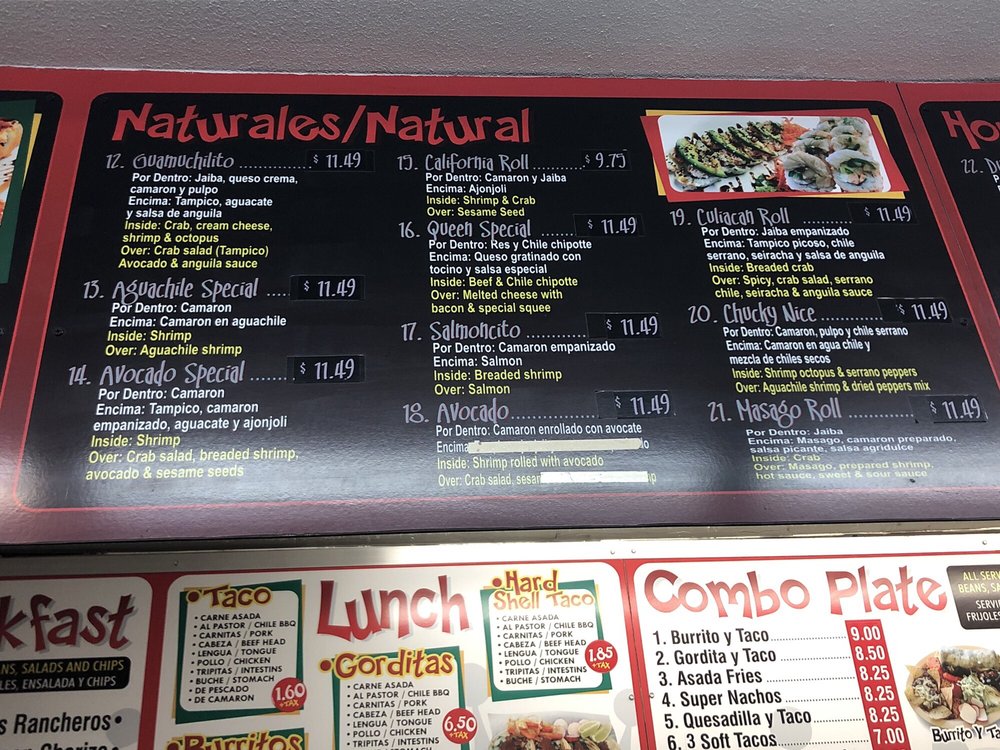 Naturales/Natural
12. Guamuchilito ............... $ 11.49
Por Dentro: Jaiba, queso crema,
camaron y pulpo
Encima: Tampico, aguacate
y salsa de anguila
Inside: Crab, cream cheese,
shrimp & octopus
Over: Crab salad (Tampico)
Avocado & anguila sauce
13. Aguachile Special .... $ 11.49
Por Dentro: Camaron
Encima: Camaron en aguachile
Inside: Shrimp
Over: Aguachile shrimp
14. Avocado Special ....... $ 11.49
Por Dentro: Camaron
Encima: Tampico, camaron
empanizado, aguacate y ajonjoli
Inside: Shrimp
Over: Crab salad, breaded shrimp,
avocado & sesame seeds
15. California Roll ............ $ 9.75
Por Dentro: Camaron y Jaiba
Encima: Ajonjoli
Inside: Shrimp & Crab
Over: Sesame Seed
16. Queen Special ......... $ 11.49
Por Dentro: Res y Chile chipotte
Encima: Queso gratinado con
tocino y salsa especial
Inside: Beef & Chile chipotte
Over: Melted cheese with
bacon & special squee
17. Salmoncito ............. $ 11.49
Por Dentro: Camaron empanizado
Encima: Salmon
Inside: Breaded shrimp
Over: Salmon
18. Avocado................. $ 11.49
Por Dentro: Camaron enrollado con avocate
Encima
Inside: Shrimp rolled with avocado
Over: Crab salad,
19. Culiacan Roll ........... $ 11.49
Por Dentro: Jaiba empanizado
Encima: Tampico picoso, chile
serrano, seiracha y salsa de anguila
Inside: Breaded crab
Over: Spicy, crab salad, serrano
chile, seiracha & anguila sauce
20. Chucky Nice ............. $ 11.49
Por Dentro: Camaron, pulpo y chile serrano
Encima: Camaron en agua chile y
mezcla de chiles secos
Inside: Shrimp octopus & serrano peppers
Over: Aguachile shrimp & dried peppers mix
21. Masago Roll .............. $ 11.49
Por Dentro: Jaiba
Encima: Masago, camaron preparado,
salsa picante, salsa agridulce
Inside: Crab
Over: Masago, prepared shrimp,
hot sauce, sweet & sour sauce
22.
kfast
SALADS AND CHIPS
ENSALADA Y CHIPS
Rancheros •
Lunch
• Taco
• CARNE ASADA
• AL PASTOR / CHILE BBQ
• CARNITAS / PORK
• CABEZA / BEEF HEAD
• LENGUA / TONGUE
• POLLO / CHICKEN
• TRIPITAS / INTESTINS
• BUCHE / STOMACH
• DE PESCADO
• DE CAMARON
1.60
+TAX
Burritos
• Gorditas
• CARNE ASADA
• AL PASTOR / CHILE BBQ
• CARNITAS / PORK
• CABEZA / BEEF HEAD
• LENGUA / TONGUE
• POLLO / CHICKEN
• TRIPITAS / INTESTINS
• BUCHE / STOMACH
6.50
+TAX
• Hard
Shell Taco
• CARNE ASADA
• AL PASTOR / CHILE BBQ
• CARNITAS / PORK
• CABEZA / BEEF HEAD
• LENGUA / TONGUE
• POLLO / CHICKEN
• TRIPITAS / INTESTINS
• BUCHE / STOMACH
1.85
+TAX
Combo Plate
1. Burrito y Taco................ 9.00
2. Gordita y Taco............... 8.50
3. Asada Fries.................... 8.25
4. Super Nachos................ 8.25
5. Quesadilla y Taco.......... 8.25
6. 3 Soft Tacos.................. 7.00
ALL
BEANS,
FRIJOLES
Burrito Y